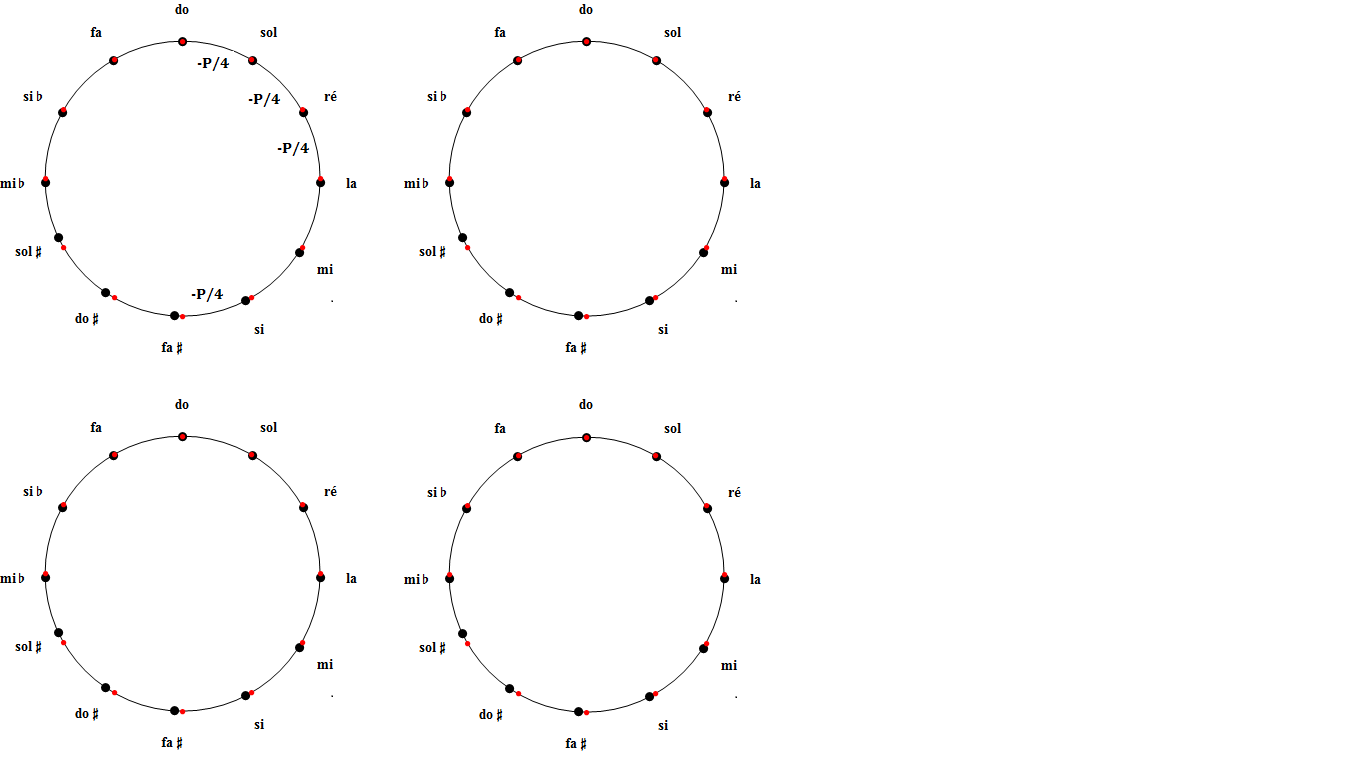 do
do
fa
sol
fa
sol
-P/4
si b
-P/4
ré
si b
ré
-P/4
mi b
la
mi b
la
sol ♯
mi
sol ♯
mi
-P/4
.
.
do ♯
si
do ♯
si
fa ♯
fa ♯
do
do
fa
sol
fa
sol
si b
ré
si b
ré
mi b
la
mi b
la
sol ♯
mi
sol ♯
mi
.
.
do ♯
si
do ♯
si
fa ♯
fa ♯